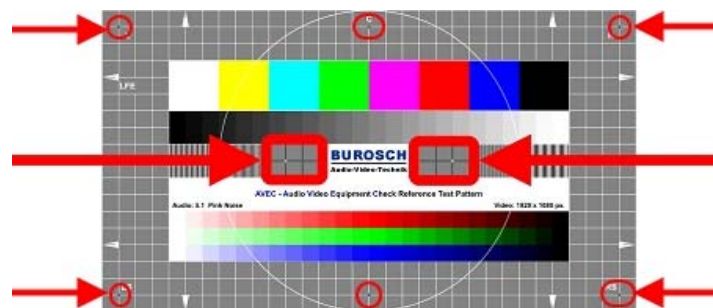 C
LFE
BUROSCH
Audio-Video-Technik
AVEC - Audio Video Equipment Check Reference Test Pattern
Audio: 5.1 Pink Noise
Video: 1920 x 1080 px.